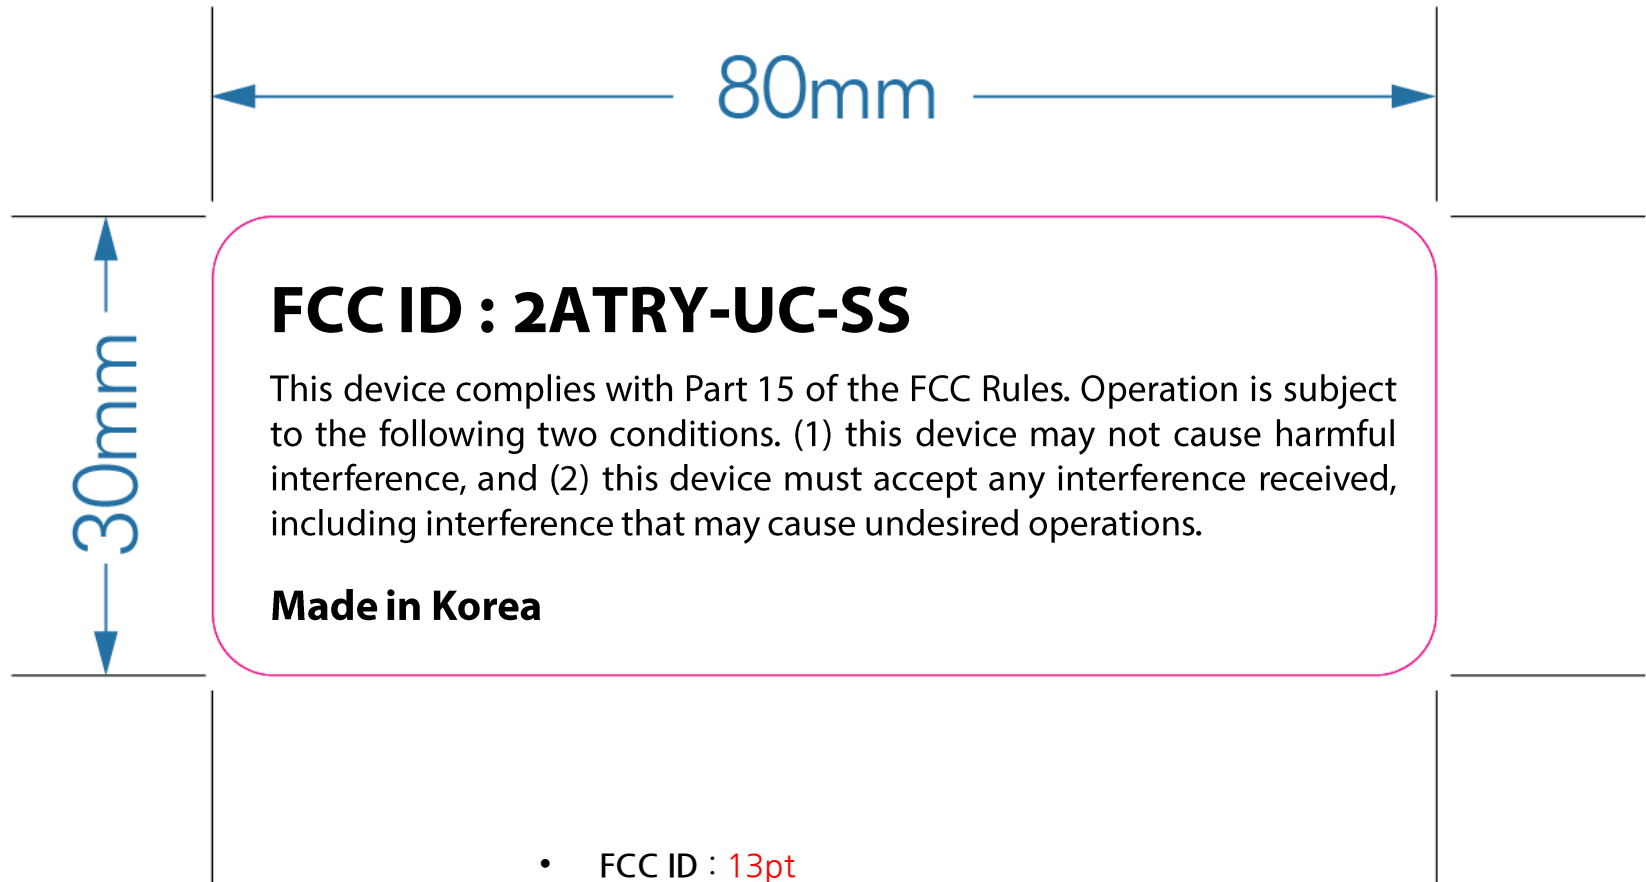 80mm
30mm
FCC ID : 2ATRY-UC-SS
This device complies with Part 15 of the FCC Rules. Operation is subject
to the following two conditions. (1) this device may not cause harmful
interference, and (2) this device must accept any interference received,
including interference that may cause undesired operations.
Made in Korea
• FCC ID : 13pt